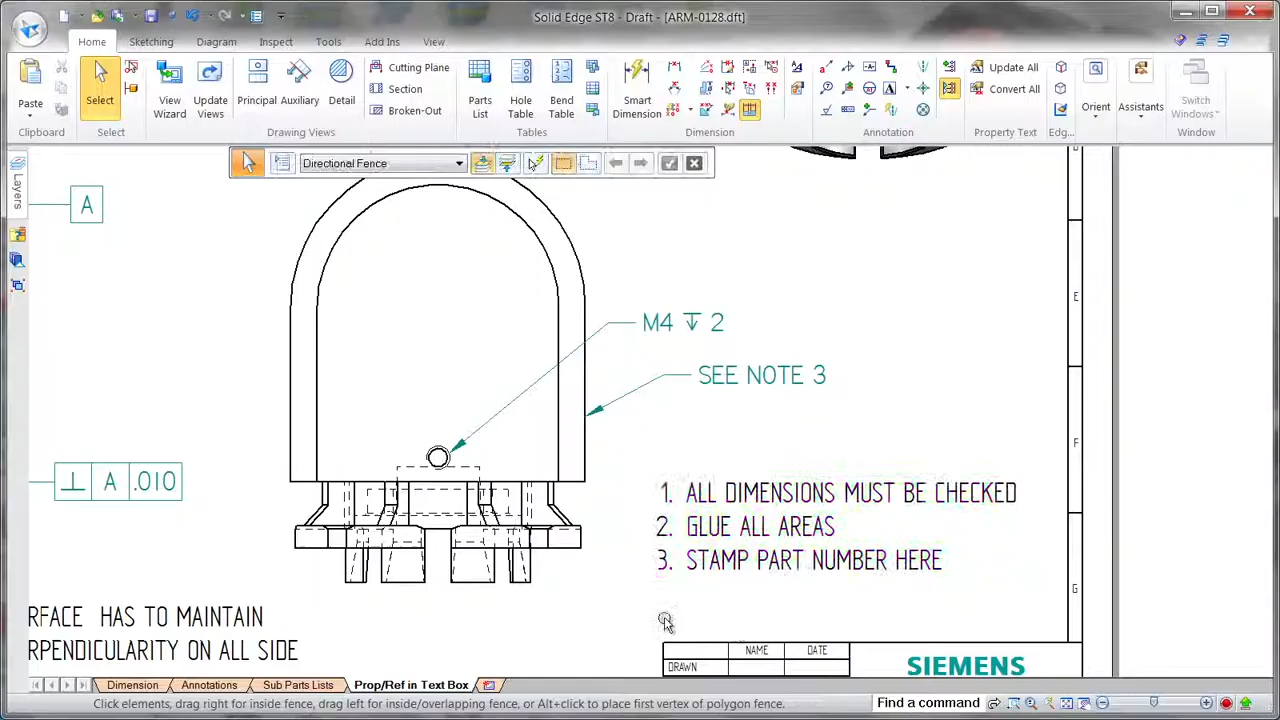 Solid Edge ST8 - Draft - [ARM-0128.dft]
Home Sketching Diagram Inspect Tools Add Ins View
Paste
Select
View Wizard
Update Views
Principal Auxiliary Detail
Cutting Plane
Section
Broken-Out
Parts List
Hole Table
Bend Table
Smart Dimension
Update All
Convert All
Orient
Assistants
Switch Windows
Clipboard Select Drawing Views Tables Dimension Annotation Property Text Edg... Window
Directional Fence
Layers
A
E
M4 ↧ 2
SEE NOTE 3
F
⊥ A .010
1. ALL DIMENSIONS MUST BE CHECKED
2. GLUE ALL AREAS
3. STAMP PART NUMBER HERE
G
RFACE HAS TO MAINTAIN
RPENDICULARITY ON ALL SIDE
NAME DATE
DRAWN
SIEMENS
Dimension Annotations Sub Parts Lists Prop/Ref in Text Box
Click elements, drag right for inside fence, drag left for inside/overlapping fence, or Alt+click to place first vertex of polygon fence.
Find a command